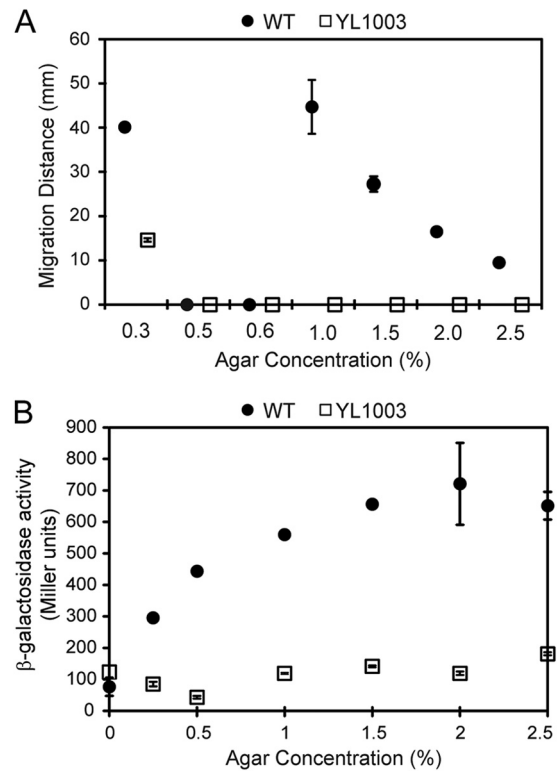 A
WT YL1003
Migration Distance (mm)
60
50
40
30
20
10
0
0.3 0.5 0.6 1.0 1.5 2.0 2.5
Agar Concentration (%)
B
WT YL1003
β-galactosidase activity
(Miller units)
900
800
700
600
500
400
300
200
100
0
0 0.5 1 1.5 2 2.5
Agar Concentration (%)